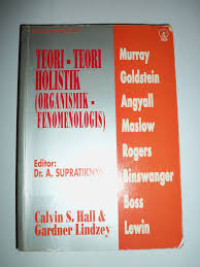 TEORI - TEORI
HOLISTIK
(ORGANISMIK -
FENOMENOLOGIS)
Editor:
Dr. A. SUPRATIKNYA
Calvin S. Hall &
Gardner Lindzey
Murray
Goldstein
Angyall
Maslow
Rogers
Binswanger
Boss
Lewin